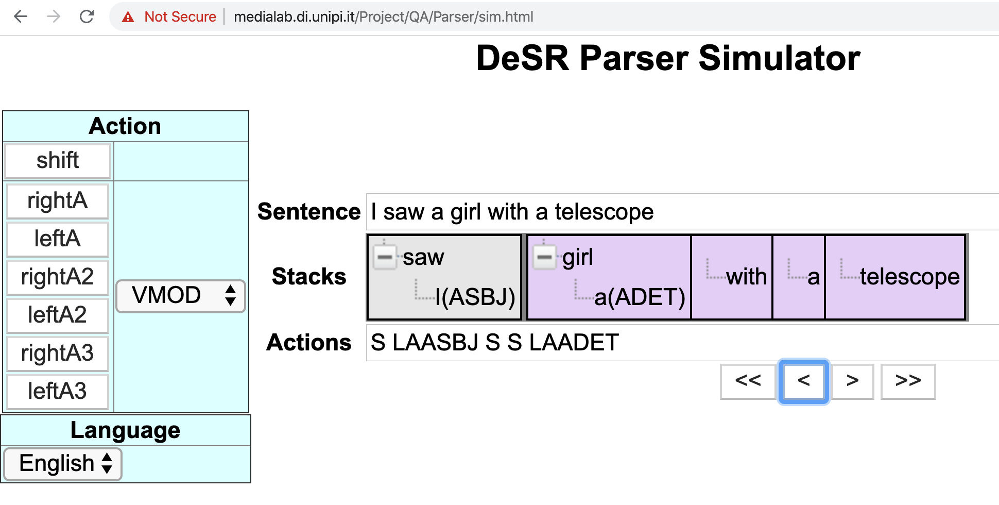 Not Secure medialab.di.unipi.it/Project/QA/Parser/sim.html
DeSR Parser Simulator
Action
shift
rightA
leftA
rightA2
leftA2
rightA3
leftA3
VMOD
Language
English
Sentence I saw a girl with a telescope
Stacks
saw
I(ASBJ)
girl
a(ADET)
with
a
telescope
Actions S LAASBJ S S LAADET
<< < > >>